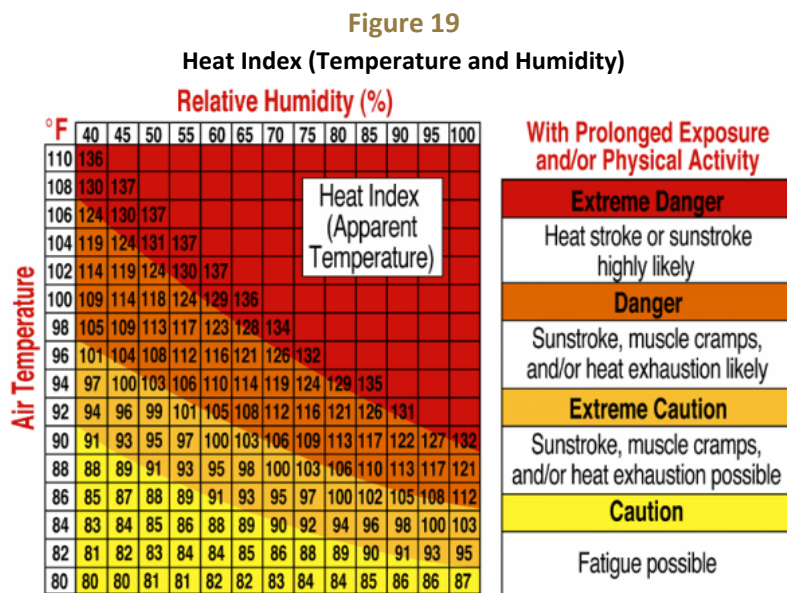 Figure 19
Heat Index (Temperature and Humidity)
Relative Humidity (%)
°F 40 45 50 55 60 65 70 75 80 85 90 95 100
110 136
108 130 137
106 124 130 137
104 119 124 131 137
102 114 119 124 130 137
100 109 114 118 124 129 136
98 105 109 113 117 123 128 134
96 101 104 108 112 116 121 126 132
94 97 100 103 106 110 114 119 124 129 135
92 94 96 99 101 105 108 112 116 121 126 131
90 91 93 95 97 100 103 106 109 113 117 122 127 132
88 88 89 91 93 95 98 100 103 106 110 113 117 121
86 85 87 88 89 91 93 95 97 100 102 105 108 112
84 83 84 85 86 88 89 90 92 94 96 98 100 103
82 81 82 83 84 84 85 86 88 89 90 91 93 95
80 80 80 81 81 82 82 83 84 84 85 86 86 87
Air Temperature
Heat Index
(Apparent
Temperature)
With Prolonged Exposure
and/or Physical Activity
Extreme Danger
Heat stroke or sunstroke
highly likely
Danger
Sunstroke, muscle cramps,
and/or heat exhaustion likely
Extreme Caution
Sunstroke, muscle cramps,
and/or heat exhaustion possible
Caution
Fatigue possible